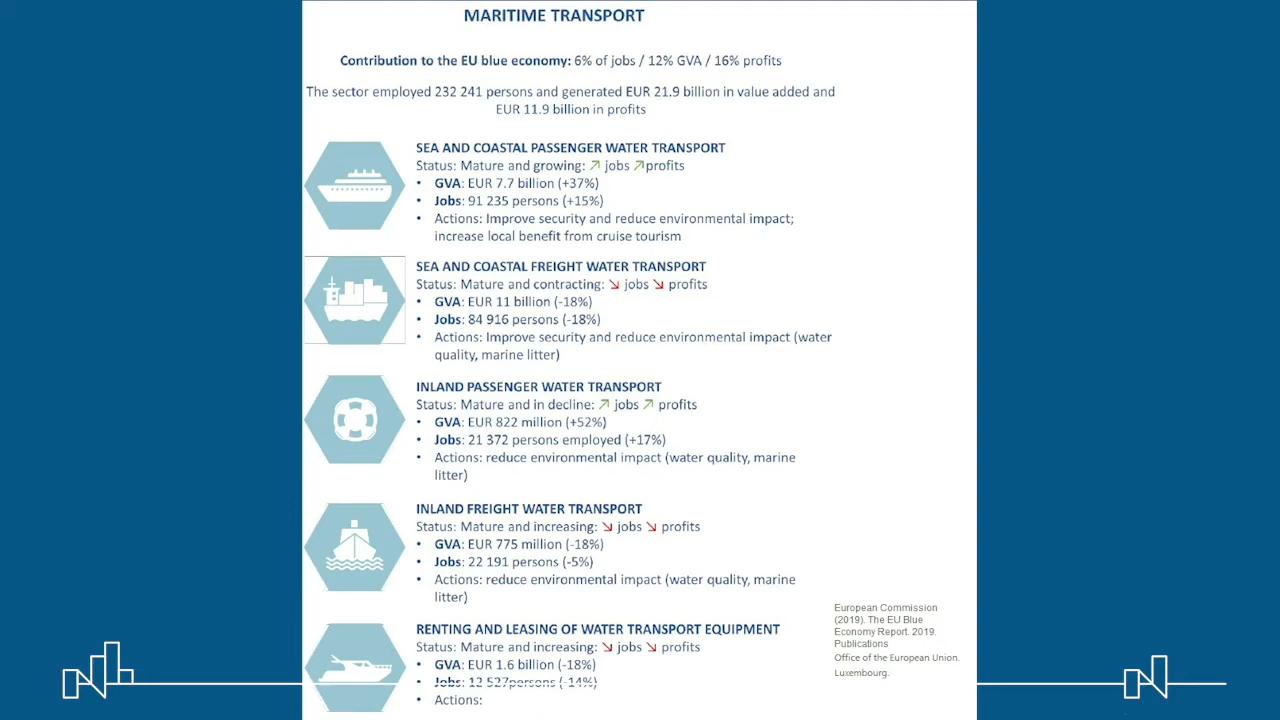 MARITIME TRANSPORT
Contribution to the EU blue economy: 6% of jobs / 12% GVA / 16% profits
The sector employed 232 241 persons and generated EUR 21.9 billion in value added and
EUR 11.9 billion in profits
SEA AND COASTAL PASSENGER WATER TRANSPORT
Status: Mature and growing: ↗ jobs ↗profits
• GVA: EUR 7.7 billion (+37%)
• Jobs: 91 235 persons (+15%)
• Actions: Improve security and reduce environmental impact;
increase local benefit from cruise tourism
SEA AND COASTAL FREIGHT WATER TRANSPORT
Status: Mature and contracting: ↘ jobs ↘ profits
• GVA: EUR 11 billion (-18%)
• Jobs: 84 916 persons (-18%)
• Actions: Improve security and reduce environmental impact (water
quality, marine litter)
INLAND PASSENGER WATER TRANSPORT
Status: Mature and in decline: ↗ jobs ↗ profits
• GVA: EUR 822 million (+52%)
• Jobs: 21 372 persons employed (+17%)
• Actions: reduce environmental impact (water quality, marine
litter)
INLAND FREIGHT WATER TRANSPORT
Status: Mature and increasing: ↘ jobs ↘ profits
• GVA: EUR 775 million (-18%)
• Jobs: 22 191 persons (-5%)
• Actions: reduce environmental impact (water quality, marine
litter)
RENTING AND LEASING OF WATER TRANSPORT EQUIPMENT
Status: Mature and increasing: ↘ jobs ↘ profits
• GVA: EUR 1.6 billion (-18%)
• Jobs: 12 527persons (-14%)
• Actions:
European Commission
(2019). The EU Blue
Economy Report. 2019.
Publications
Office of the European Union.
Luxembourg.